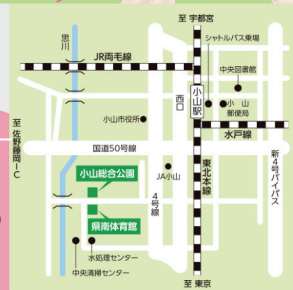 至 宇都宮
思川
シャトルバス乗場
JR両毛線
中央図書館
西口
小山駅
小山
郵便局
小山市役所
水戸線
至 佐野藤岡IC
国道50号線
小山総合公園
JA小山
4号線
東北本線
新4号バイパス
県南体育館
水処理センター
中央清掃センター
至 東京